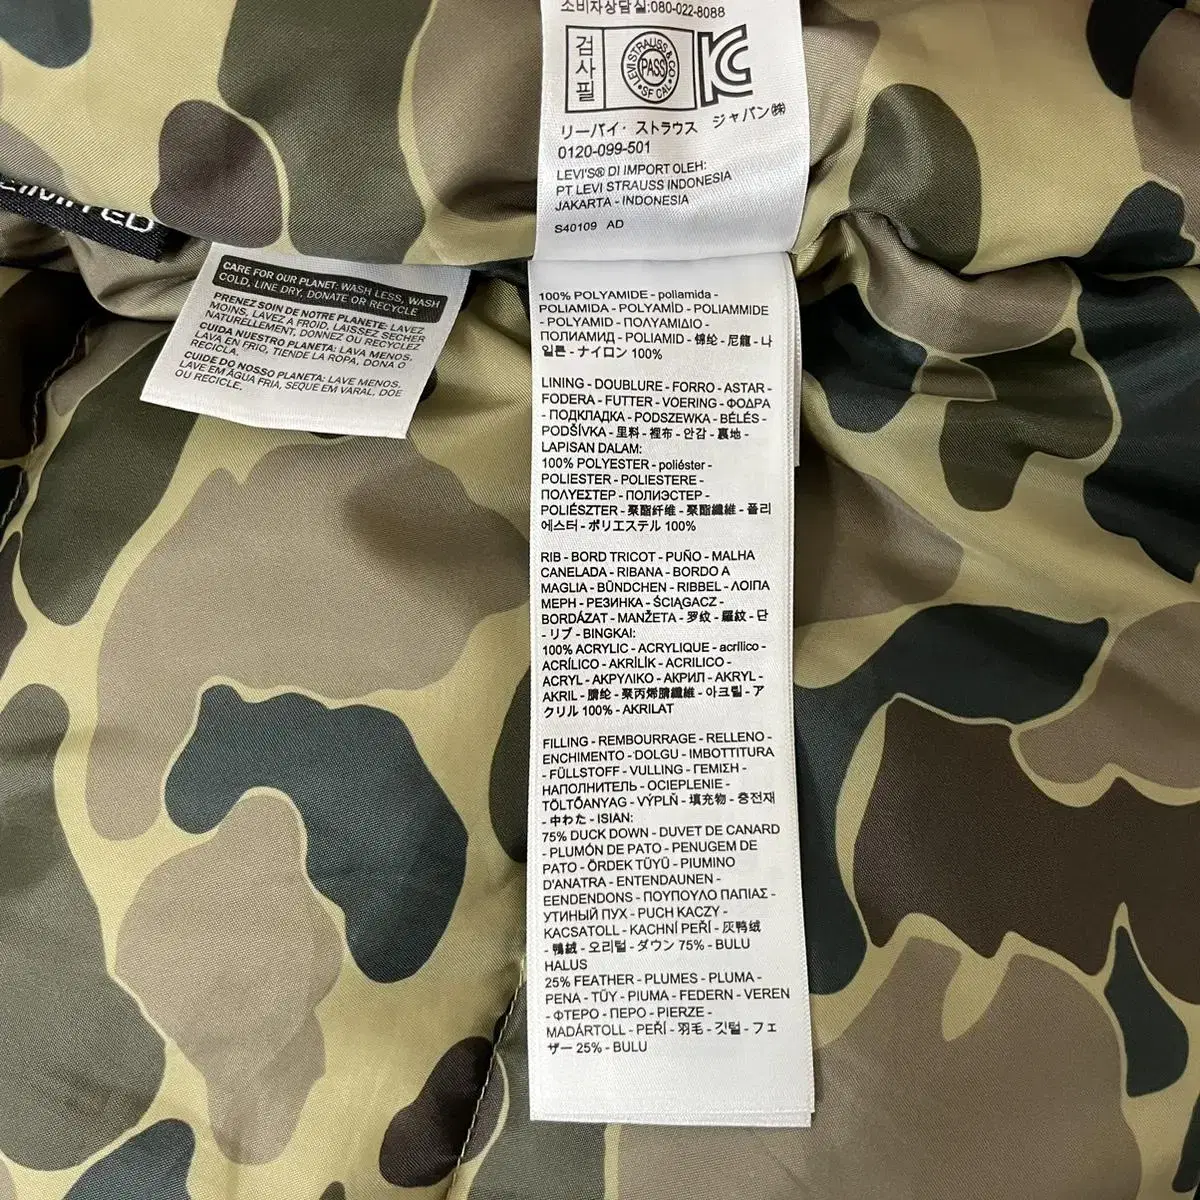 소비자상담실:080-022-8088
검사필
LEVI STRAUSS & CO
PASS
SF CAL
リーバイ・ストラウス ジャパン㈱
0120-099-501
LEVI'S® DI IMPORT OLEH:
PT LEVI STRAUSS INDONESIA
JAKARTA - INDONESIA
S40109 AD
CARE FOR OUR PLANET: WASH LESS, WASH
COLD, LINE DRY, DONATE OR RECYCLE
PRENEZ SOIN DE NOTRE PLANETE: LAVEZ
MOINS, LAVEZ A FROID, LAISSEZ SECHER
NATURELLEMENT, DONNEZ OU RECYCLEZ
CUIDA NUESTRO PLANETA: LAVA MENOS,
LAVA EN FRIO, TIENDE LA ROPA, DONA O
RECICLA.
CUIDE DO NOSSO PLANETA: LAVE MENOS,
LAVE EM ÁGUA FRIA, SEQUE EM VARAL, DOE
OU RECICLE.
100% POLYAMIDE - poliamida -
POLIAMIDA - POLYAMİD - POLIAMMIDE
- POLYAMID - ΠΟΛΥΑΜΙΔΙΟ -
ПОЛИАМИД - POLIAMID - 锦纶 - 尼龍 - 나
일론 - ナイロン 100%
LINING - DOUBLURE - FORRO - ASTAR -
FODERA - FUTTER - VOERING - ΦΟΔΡΑ
- ПОДКЛАДКА - PODSZEWKA - BÉLÉS -
PODŠÍVKA - 里料 - 裡布 - 안감 - 裏地 -
LAPISAN DALAM:
100% POLYESTER - poliéster -
POLIESTER - POLIESTERE -
ΠΟΛΥΕΣΤΕΡ - ПОЛИЭСТЕР -
POLIÉSZTER - 聚酯纤维 - 聚酯纖維 - 폴리
에스터 - ポリエステル 100%
RIB - BORD TRICOT - PUÑO - MALHA
CANELADA - RIBANA - BORDO A
MAGLIA - BÜNDCHEN - RIBBEL - ΛΟΙΠΑ
ΜΕΡΗ - РЕЗИНКА - ŚCIĄGACZ -
BORDÁZAT - MANŽETA - 罗纹 - 羅紋 - 단
- リブ - BINGKAI:
100% ACRYLIC - ACRYLIQUE - acrílico -
ACRÍLICO - AKRİLİK - ACRILICO -
ACRYL - ΑΚΡΥΛΙΚΟ - АКРИЛ - AKRYL -
AKRIL - 腈纶 - 聚丙烯腈纖維 - 아크릴 - ア
クリル 100% - AKRILAT
FILLING - REMBOURRAGE - RELLENO -
ENCHIMENTO - DOLGU - IMBOTTITURA
- FÜLLSTOFF - VULLING - ΓΕΜΙΣΗ -
НАПОЛНИТЕЛЬ - OCIEPLENIE -
TÖLTŐANYAG - VÝPLŇ - 填充物 - 충전재
- 中わた - ISIAN:
75% DUCK DOWN - DUVET DE CANARD
- PLUMÓN DE PATO - PENUGEM DE
PATO - ÖRDEK TÜYÜ - PIUMINO
D'ANATRA - ENTENDAUNEN -
EENDENDONS - ΠΟΥΠΟΥΛΟ ΠΑΠΙΑΣ -
УТИНЫЙ ПУХ - PUCH KACZY -
KACSATOLL - KACHNÍ PEŘÍ - 灰鸭绒
- 鴨絨 - 오리털 - ダウン 75% - BULU
HALUS
25% FEATHER - PLUMES - PLUMA -
PENA - TÜY - PIUMA - FEDERN - VEREN
- ΦΤΕΡΟ - ПЕРО - PIERZE -
MADÁRTOLL - PEŘÍ - 羽毛 - 깃털 - フェ
ザー 25% - BULU